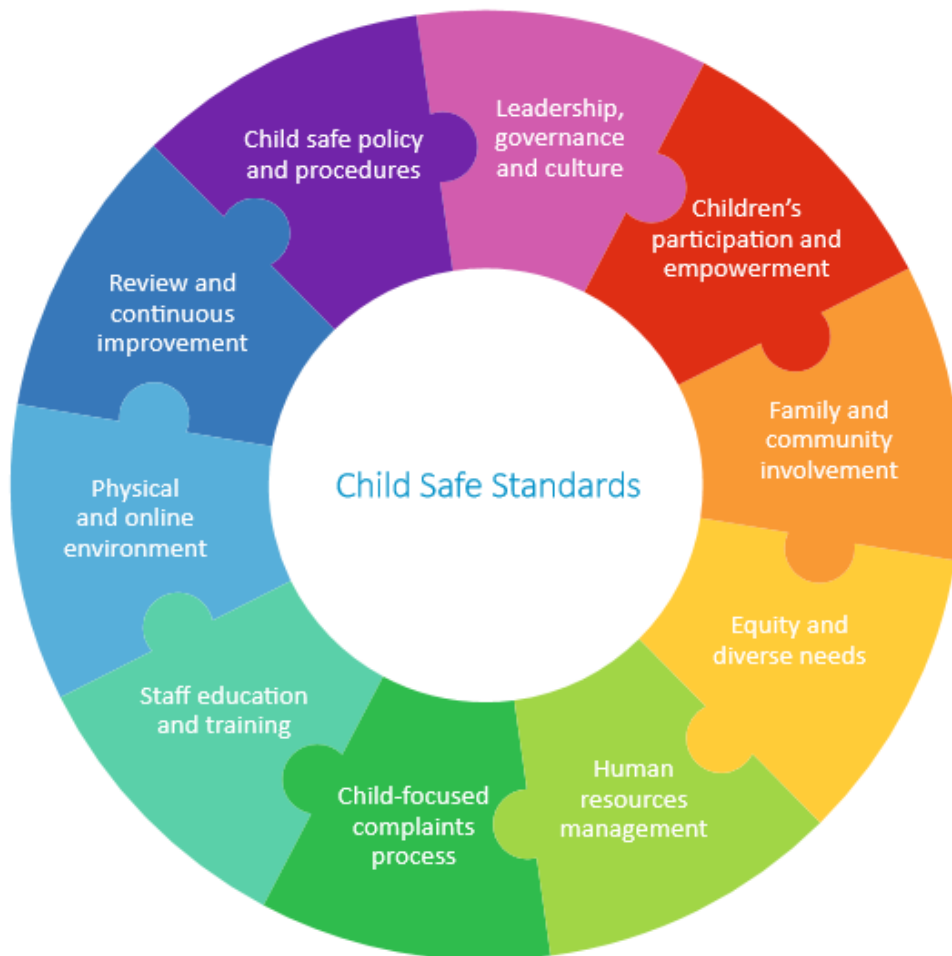 Leadership,
governance
and culture
Children’s
participation and
empowerment
Family and
community
involvement
Equity and
diverse needs
Human
resources
management
Child-focused
complaints
process
Staff education
and training
Physical
and online
environment
Review and
continuous
improvement
Child safe policy
and procedures
Child Safe Standards